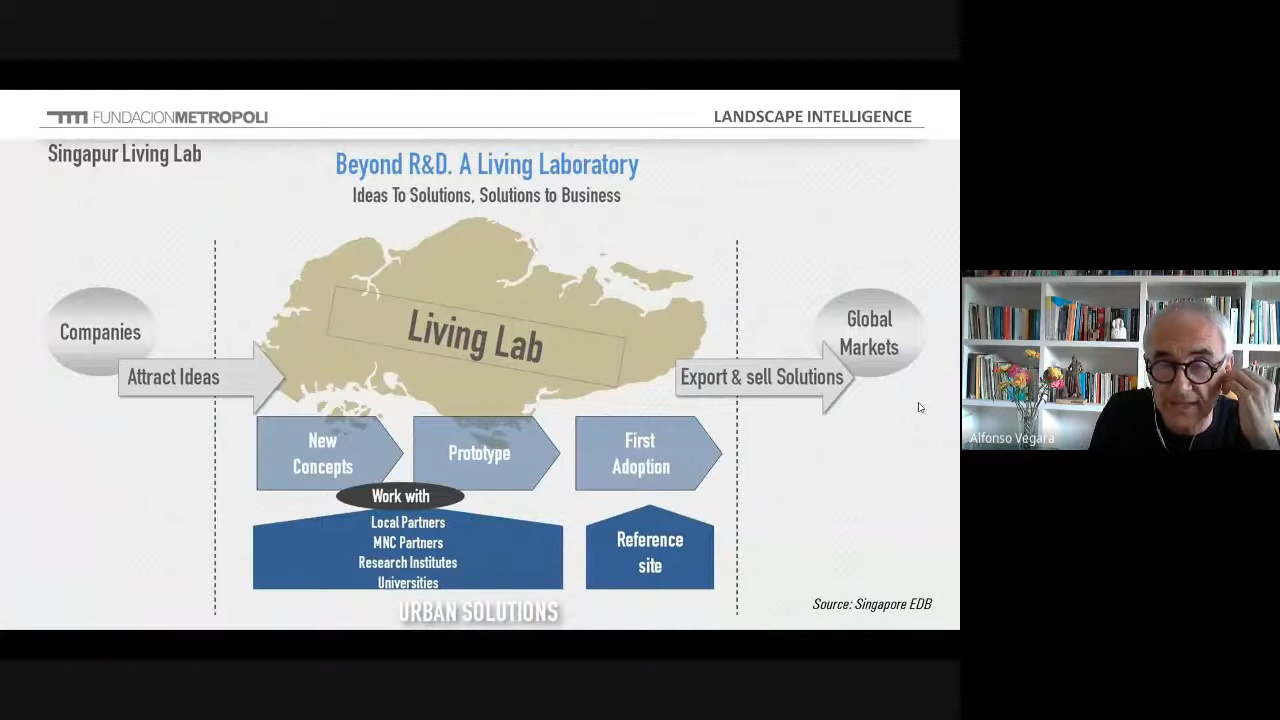 FUNDACIONMETROPOLI
LANDSCAPE INTELLIGENCE
Singapur Living Lab
Beyond R&D. A Living Laboratory
Ideas To Solutions, Solutions to Business
Living Lab
Companies
Attract Ideas
Global
Markets
Export & sell Solutions
New
Concepts
Prototype
First
Adoption
Work with
Local Partners
MNC Partners
Research Institutes
Universities
Reference
site
URBAN SOLUTIONS
Source: Singapore EDB
Alfonso Vegara